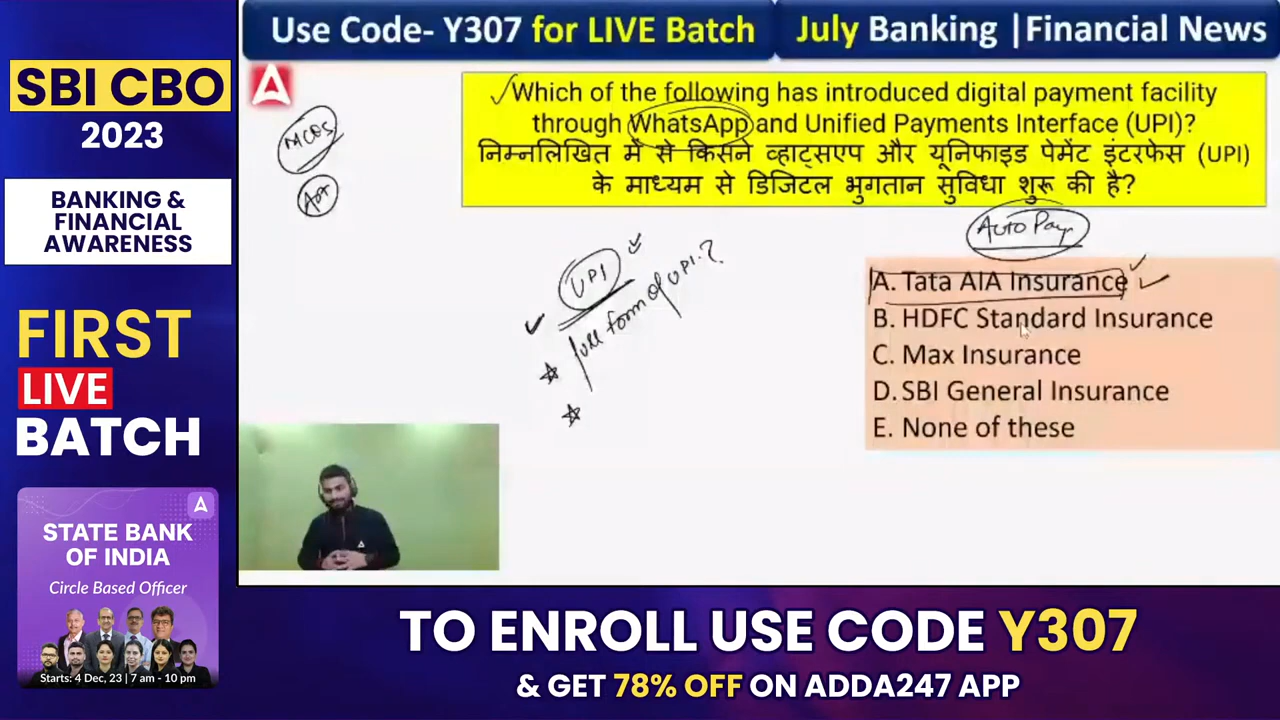 Use Code- Y307 for LIVE Batch
July Banking |Financial News
SBI CBO
2023
BANKING &
FINANCIAL
AWARENESS
FIRST
LIVE
BATCH
STATE BANK
OF INDIA
Circle Based Officer
Starts: 4 Dec, 23 | 7 am - 10 pm
Which of the following has introduced digital payment facility
through WhatsApp and Unified Payments Interface (UPI)?
निम्नलिखित में से किसने व्हाट्सएप और यूनिफाइड पेमेंट इंटरफेस (UPI)
के माध्यम से डिजिटल भुगतान सुविधा शुरू की है?
MCQs
UPI
full form of UPI?
Auto Pay
A. Tata AIA Insurance
B. HDFC Standard Insurance
C. Max Insurance
D. SBI General Insurance
E. None of these
TO ENROLL USE CODE Y307
& GET 78% OFF ON ADDA247 APP